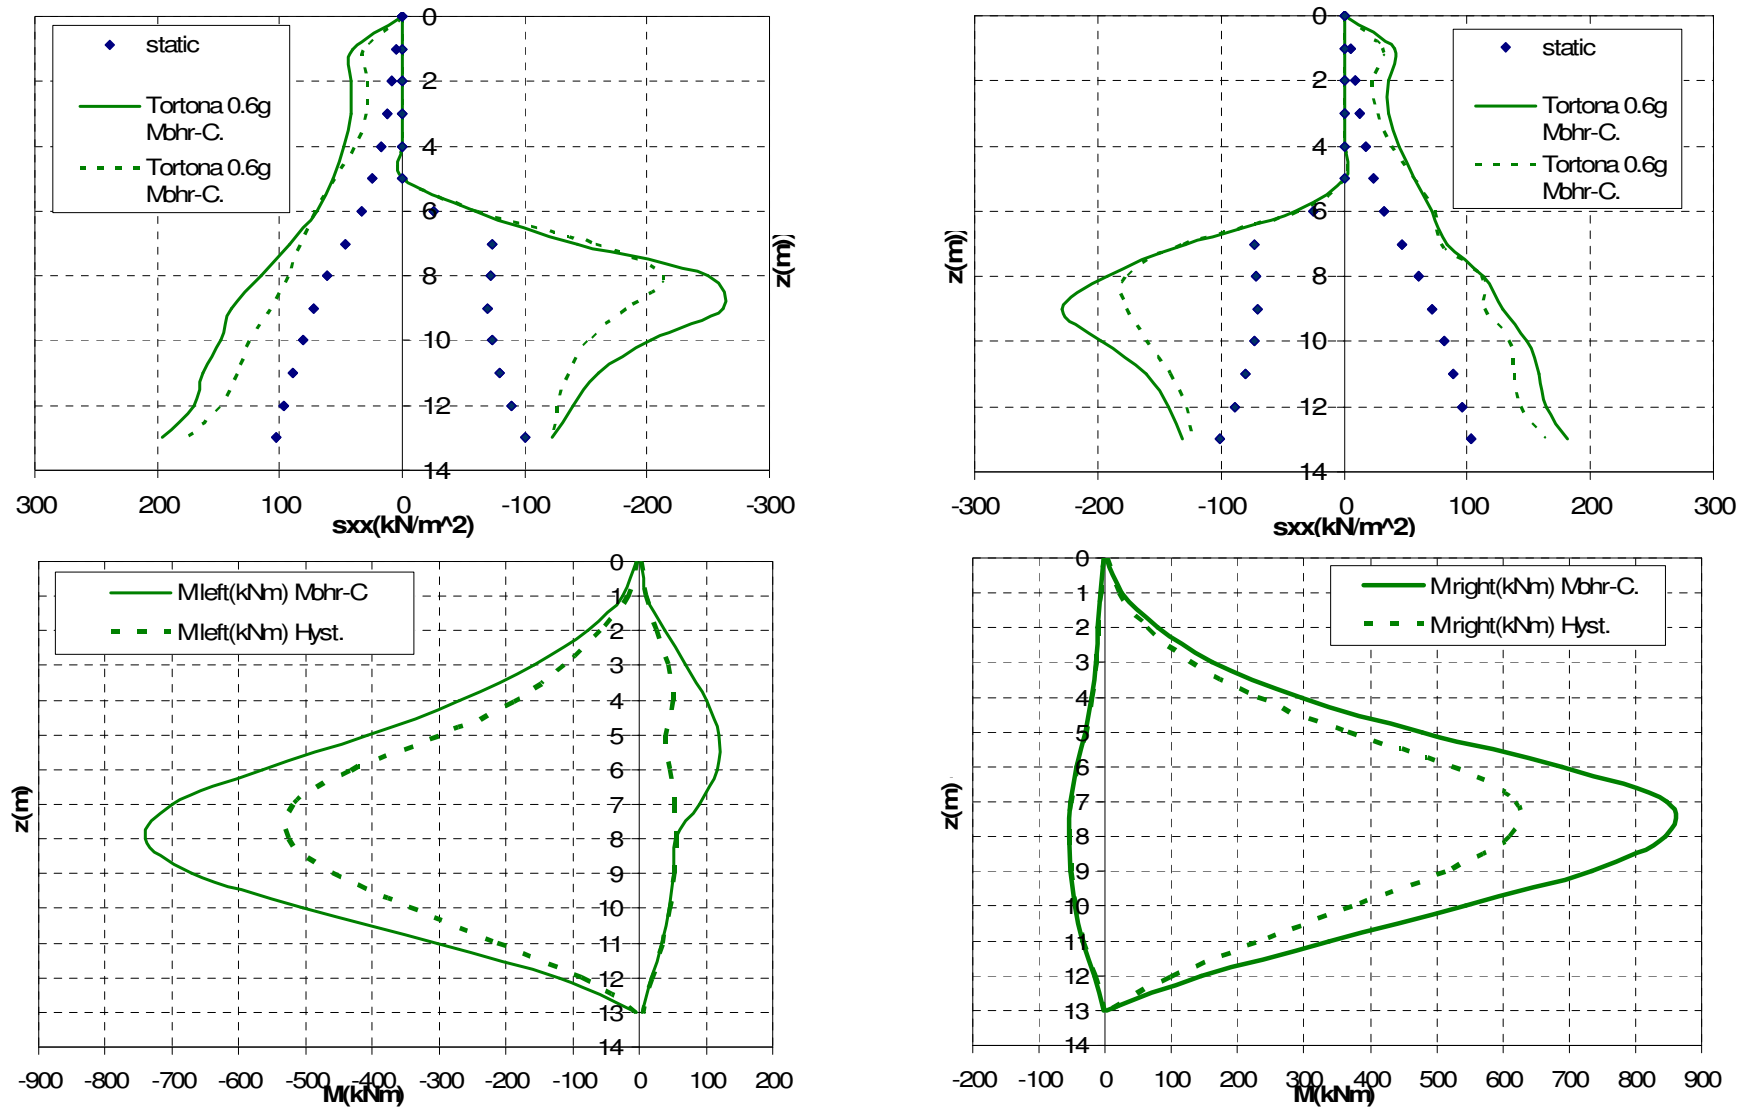 0
2
4
6
8
10
12
14
z(m)
static
Tortona 0.6g
Mohr-C.
Tortona 0.6g
Mohr-C.
300 200 100 0 -100 -200 -300
sxx(kN/m^2)
0
2
4
6
8
10
12
14
z(m)
static
Tortona 0.6g
Mohr-C.
Tortona 0.6g
Mohr-C.
-300 -200 -100 0 100 200 300
sxx(kN/m^2)
Mleft(kNm) Mohr-C
Mleft(kNm) Hyst.
0
1
2
3
4
5
6
7
8
9
10
11
12
13
14
z(m)
-900 -800 -700 -600 -500 -400 -300 -200 -100 0 100 200
M(kNm)
Mright(kNm) Mohr-C.
Mright(kNm) Hyst.
0
1
2
3
4
5
6
7
8
9
10
11
12
13
14
z(m)
-200 -100 0 100 200 300 400 500 600 700 800 900
M(kNm)